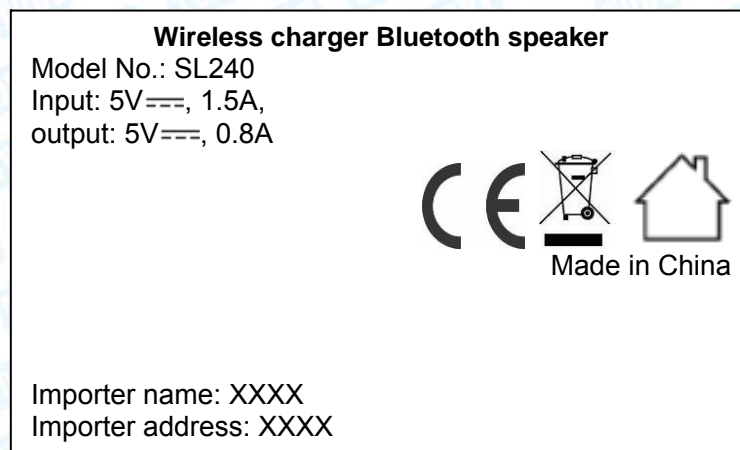 Wireless charger Bluetooth speaker
Model No.: SL240
Input: 5V⎓, 1.5A,
output: 5V⎓, 0.8A
CE
Made in China
Importer name: XXXX
Importer address: XXXX